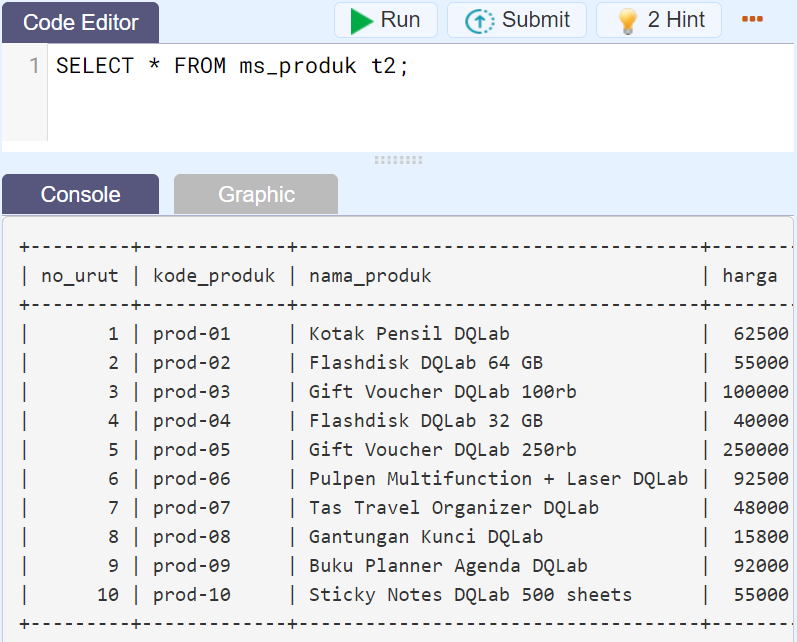 Code Editor Run Submit 2 Hint
1 SELECT * FROM ms_produk t2;
Console Graphic
+---------+-------------+-----------------------------------+-------
| no_urut | kode_produk | nama_produk | harga
+---------+-------------+-----------------------------------+-------
| 1 | prod-01 | Kotak Pensil DQLab | 62500
| 2 | prod-02 | Flashdisk DQLab 64 GB | 55000
| 3 | prod-03 | Gift Voucher DQLab 100rb | 100000
| 4 | prod-04 | Flashdisk DQLab 32 GB | 40000
| 5 | prod-05 | Gift Voucher DQLab 250rb | 250000
| 6 | prod-06 | Pulpen Multifunction + Laser DQLab | 92500
| 7 | prod-07 | Tas Travel Organizer DQLab | 48000
| 8 | prod-08 | Gantungan Kunci DQLab | 15800
| 9 | prod-09 | Buku Planner Agenda DQLab | 92000
| 10 | prod-10 | Sticky Notes DQLab 500 sheets | 55000
+---------+-------------+-----------------------------------+-------